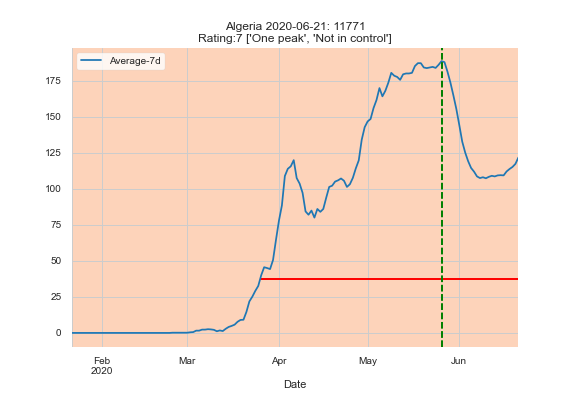 Algeria 2020-06-21: 11771
Rating:7 ['One peak', 'Not in control']
Average-7d
175
150
125
100
75
50
25
0
Feb
2020
Mar
Apr
May
Jun
Date